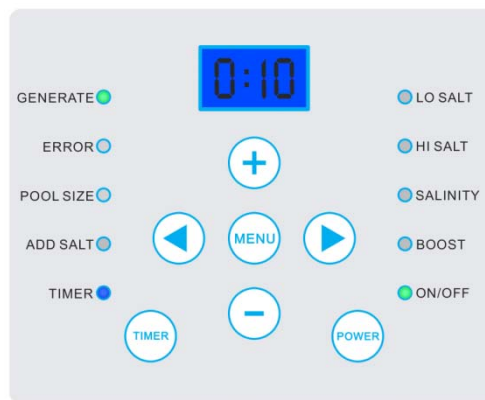 0:10
GENERATE
LO SALT
ERROR
HI SALT
+
POOL SIZE
SALINITY
ADD SALT
MENU
BOOST
TIMER
−
ON/OFF
TIMER
POWER